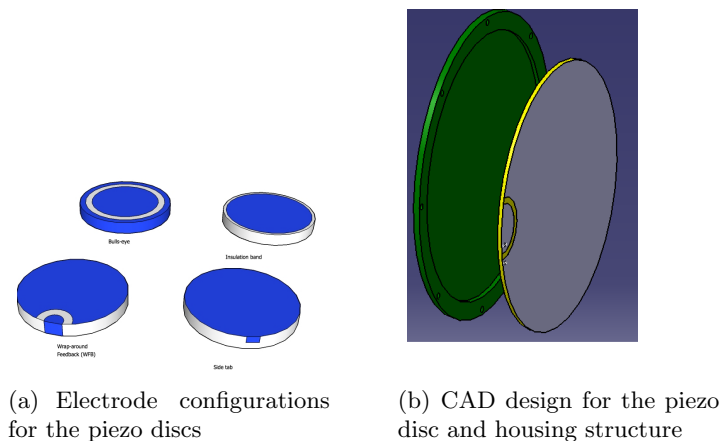 Bulls-eye
Insulation band
Wrap-around
Feedback (WFB)
Side tab
(a) Electrode configurations
for the piezo discs
(b) CAD design for the piezo
disc and housing structure